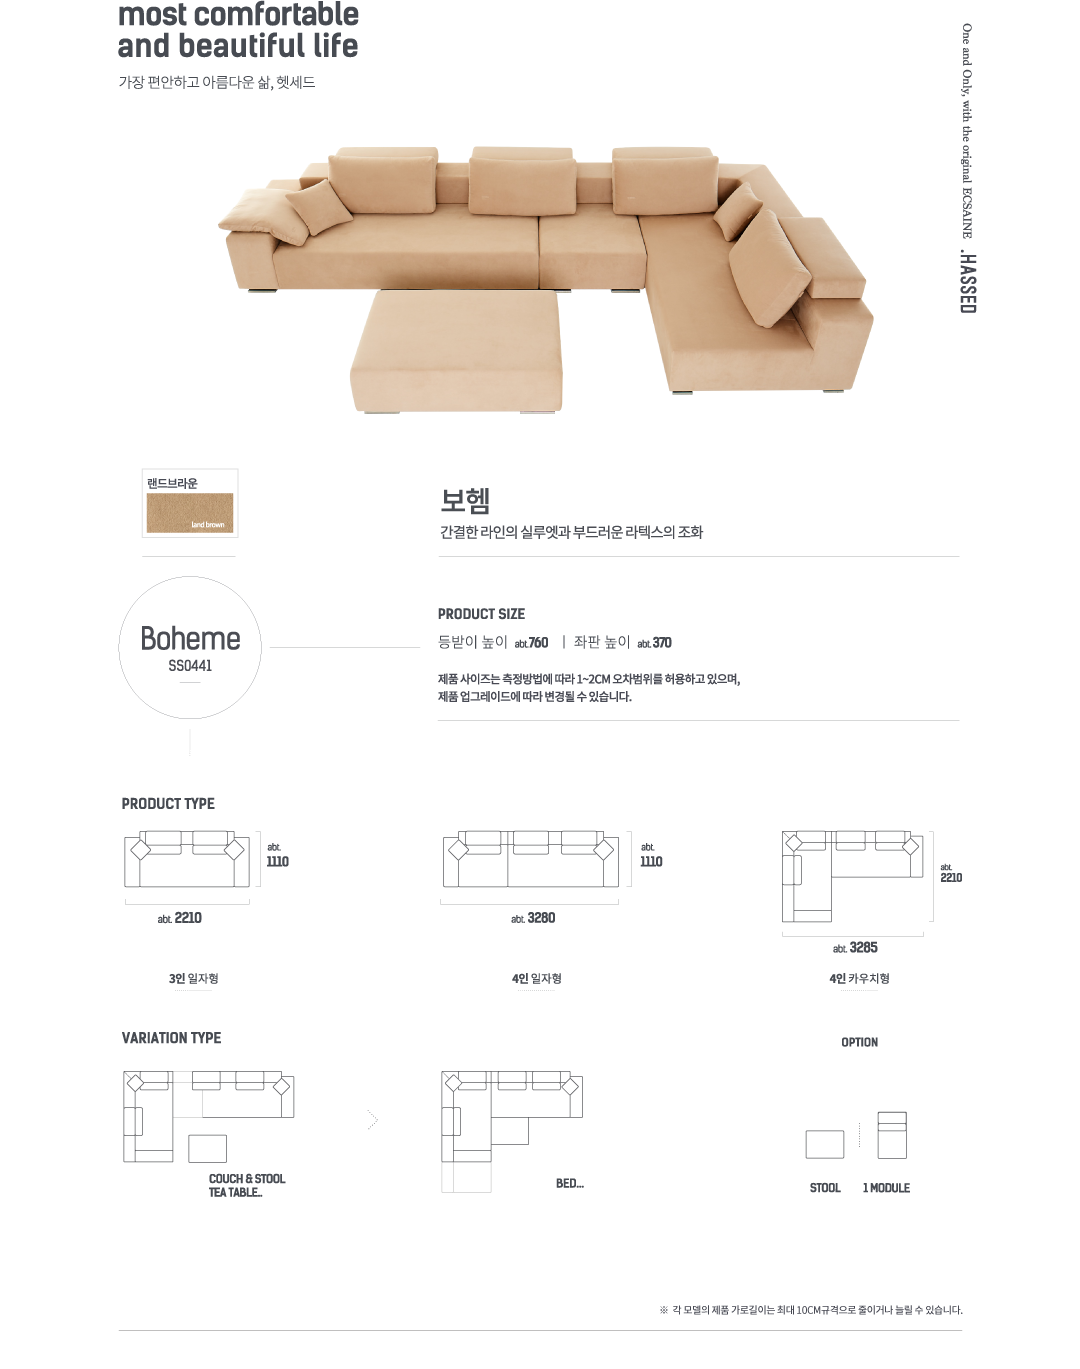 most comfortable
and beautiful life
가장 편안하고 아름다운 삶, 헷세드
One and Only, with the original ECSAINE .HASSED
랜드브라운
land brown
보헴
간결한 라인의 실루엣과 부드러운 라텍스의 조화
Boheme
SS0441
PRODUCT SIZE
등받이 높이 abt.760 | 좌판 높이 abt.370
제품 사이즈는 측정방법에 따라 1~2CM 오차범위를 허용하고 있으며,
제품 업그레이드에 따라 변경될 수 있습니다.
PRODUCT TYPE
abt.
1110
abt. 2210
3인 일자형
abt.
1110
abt. 3280
4인 일자형
abt.
2210
abt. 3285
4인 카우치형
VARIATION TYPE
COUCH & STOOL
TEA TABLE..
BED...
OPTION
STOOL
1 MODULE
※ 각 모델의 제품 가로길이는 최대 10CM규격으로 줄이거나 늘릴 수 있습니다.